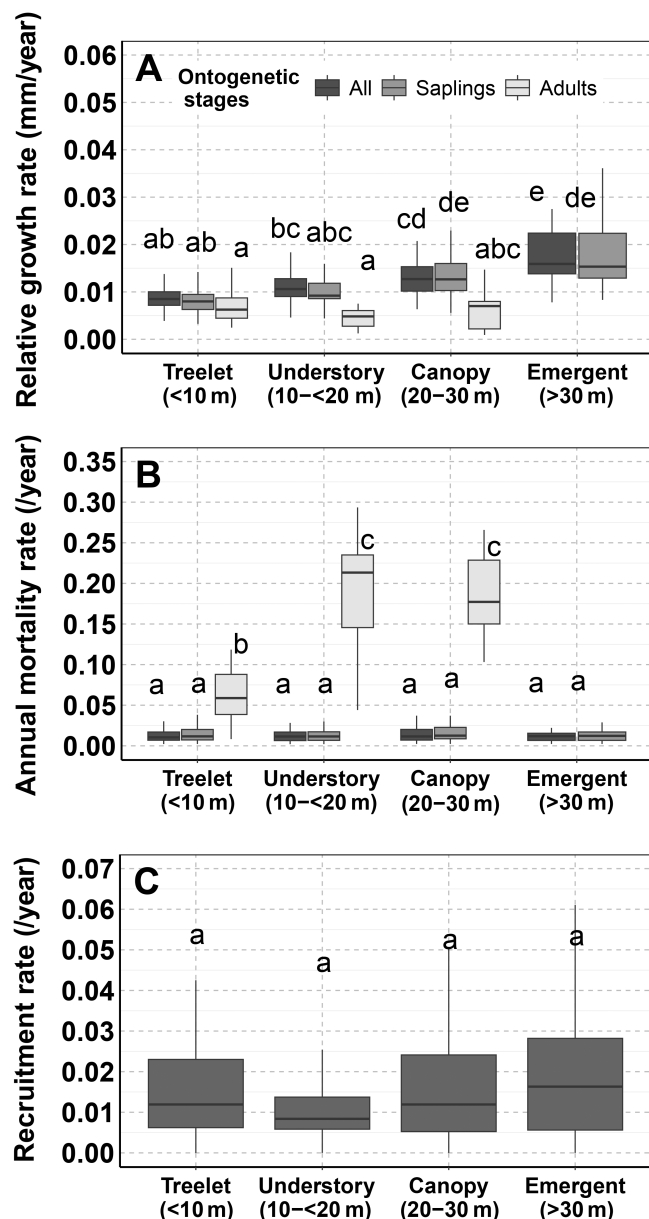 A
Ontogenetic stages
All
Saplings
Adults
Relative growth rate (mm/year)
0.06
0.05
0.04
0.03
0.02
0.01
0.00
ab
ab
a
bc
abc
a
cd
de
abc
e
de
Treelet
Understory
Canopy
Emergent
(<10 m)
(10−<20 m)
(20−30 m)
(>30 m)
B
Annual mortality rate (/year)
0.35
0.30
0.25
0.20
0.15
0.10
0.05
0.00
a
a
b
a
a
c
a
a
c
a
a
Treelet
Understory
Canopy
Emergent
(<10 m)
(10−<20 m)
(20−30 m)
(>30 m)
C
Recruitment rate (/year)
0.07
0.06
0.05
0.04
0.03
0.02
0.01
0.00
a
a
a
a
Treelet
Understory
Canopy
Emergent
(<10 m)
(10−<20 m)
(20−30 m)
(>30 m)